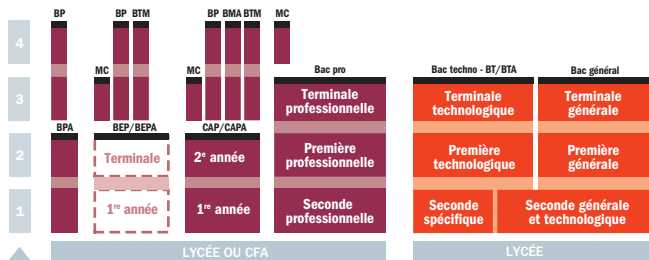 BP BP BTM BP BMA BTM MC
4
MC MC Bac pro Bac techno - BT/BTA Bac général
3
Terminale
professionnelle
Terminale
technologique
Terminale
générale
BPA BEP/BEPA CAP/CAPA
2
Terminale
2e année
Première
professionnelle
Première
technologique
Première
générale
1
1re année
1re année
Seconde
professionnelle
Seconde
spécifique
Seconde générale
et technologique
LYCÉE OU CFA LYCÉE